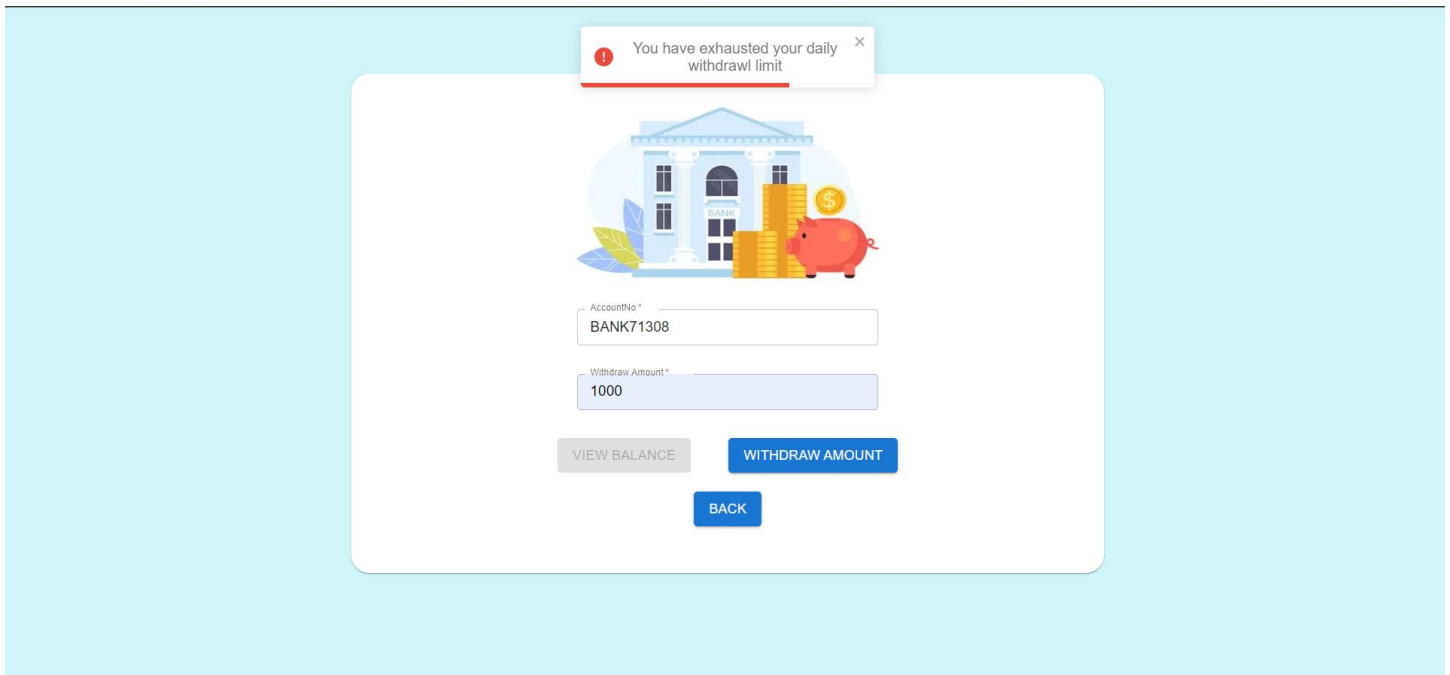 You have exhausted your daily
withdrawl limit
BANK
AccountNo *
BANK71308
Withdraw Amount *
1000
VIEW BALANCE
WITHDRAW AMOUNT
BACK